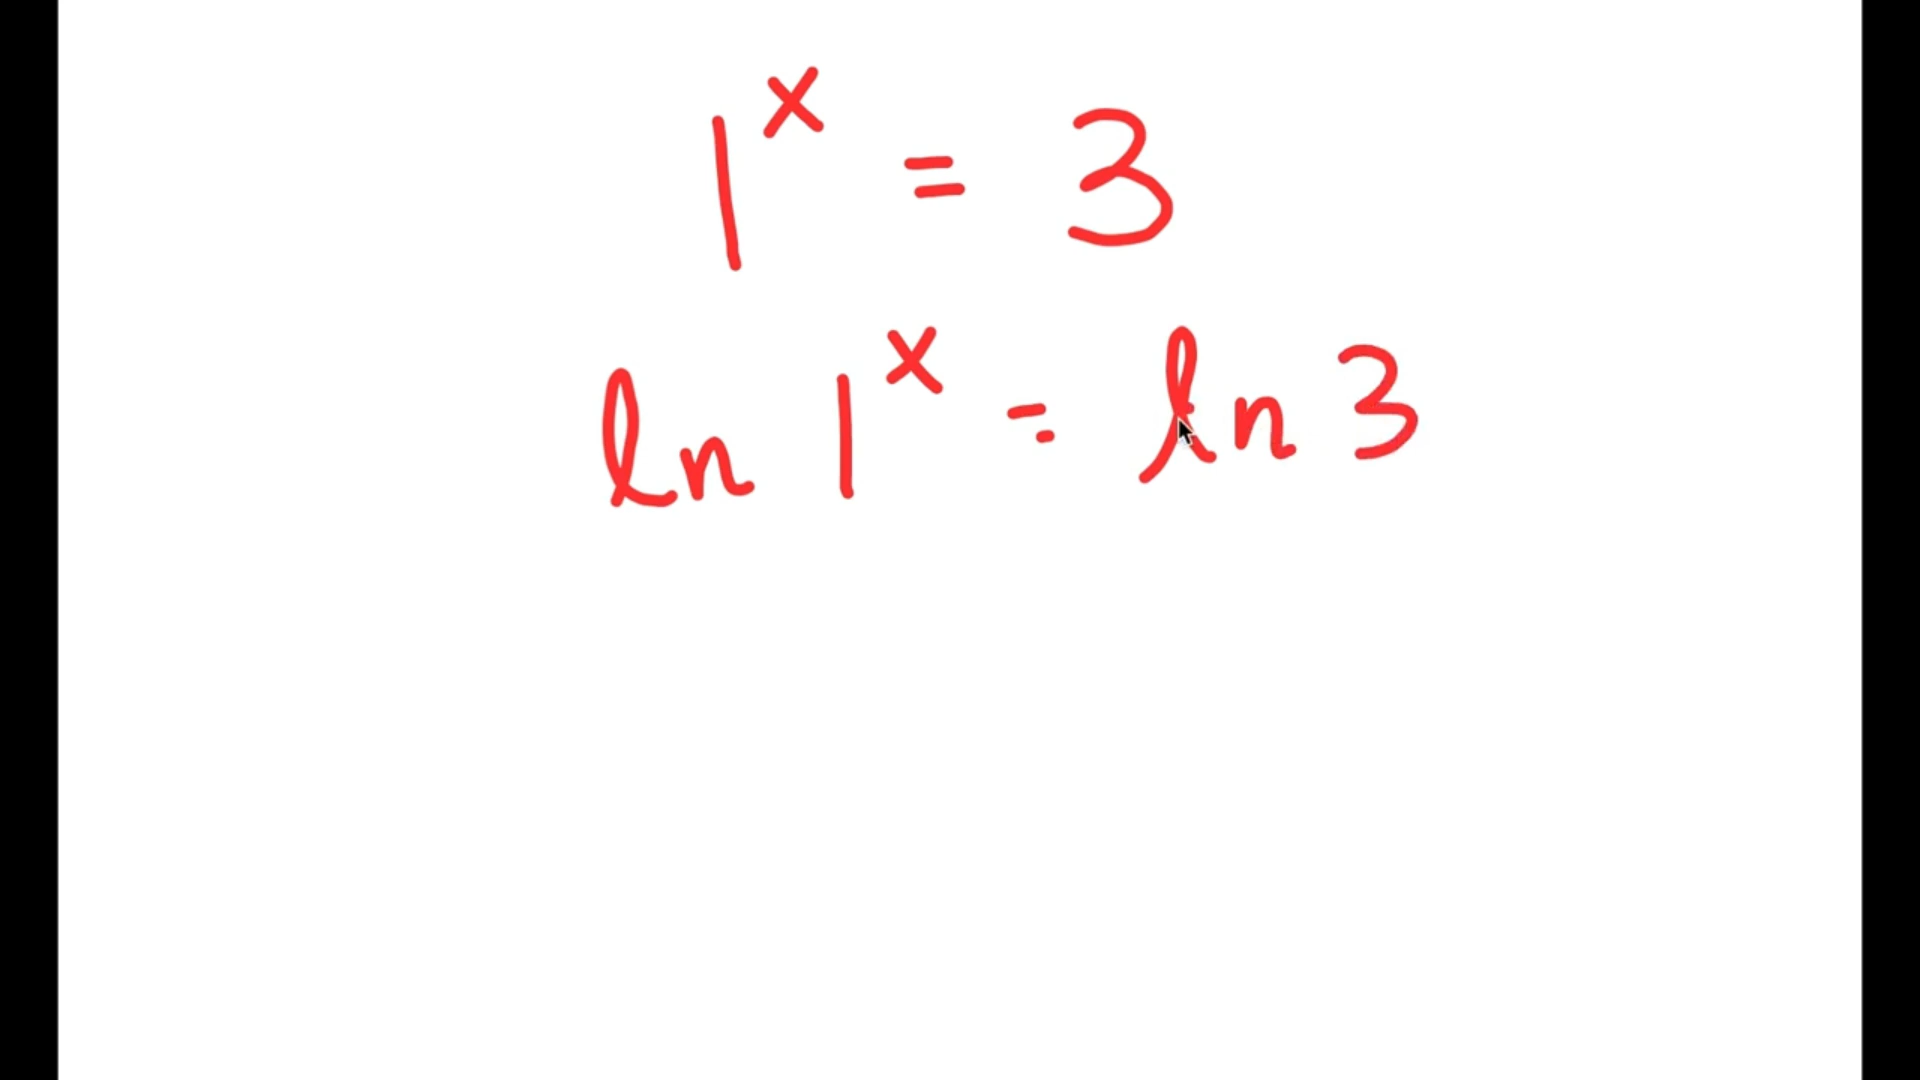 1^x = 3
ln 1^x = ln 3